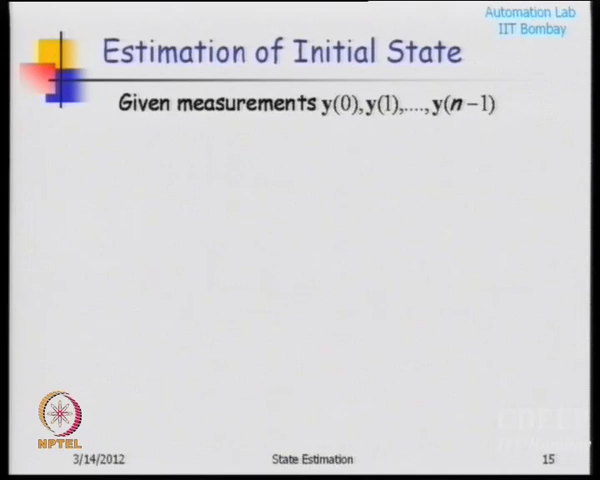 Automation Lab
IIT Bombay
Estimation of Initial State
Given measurements y(0), y(1),...., y(n −1)
NPTEL
3/14/2012 State Estimation 15